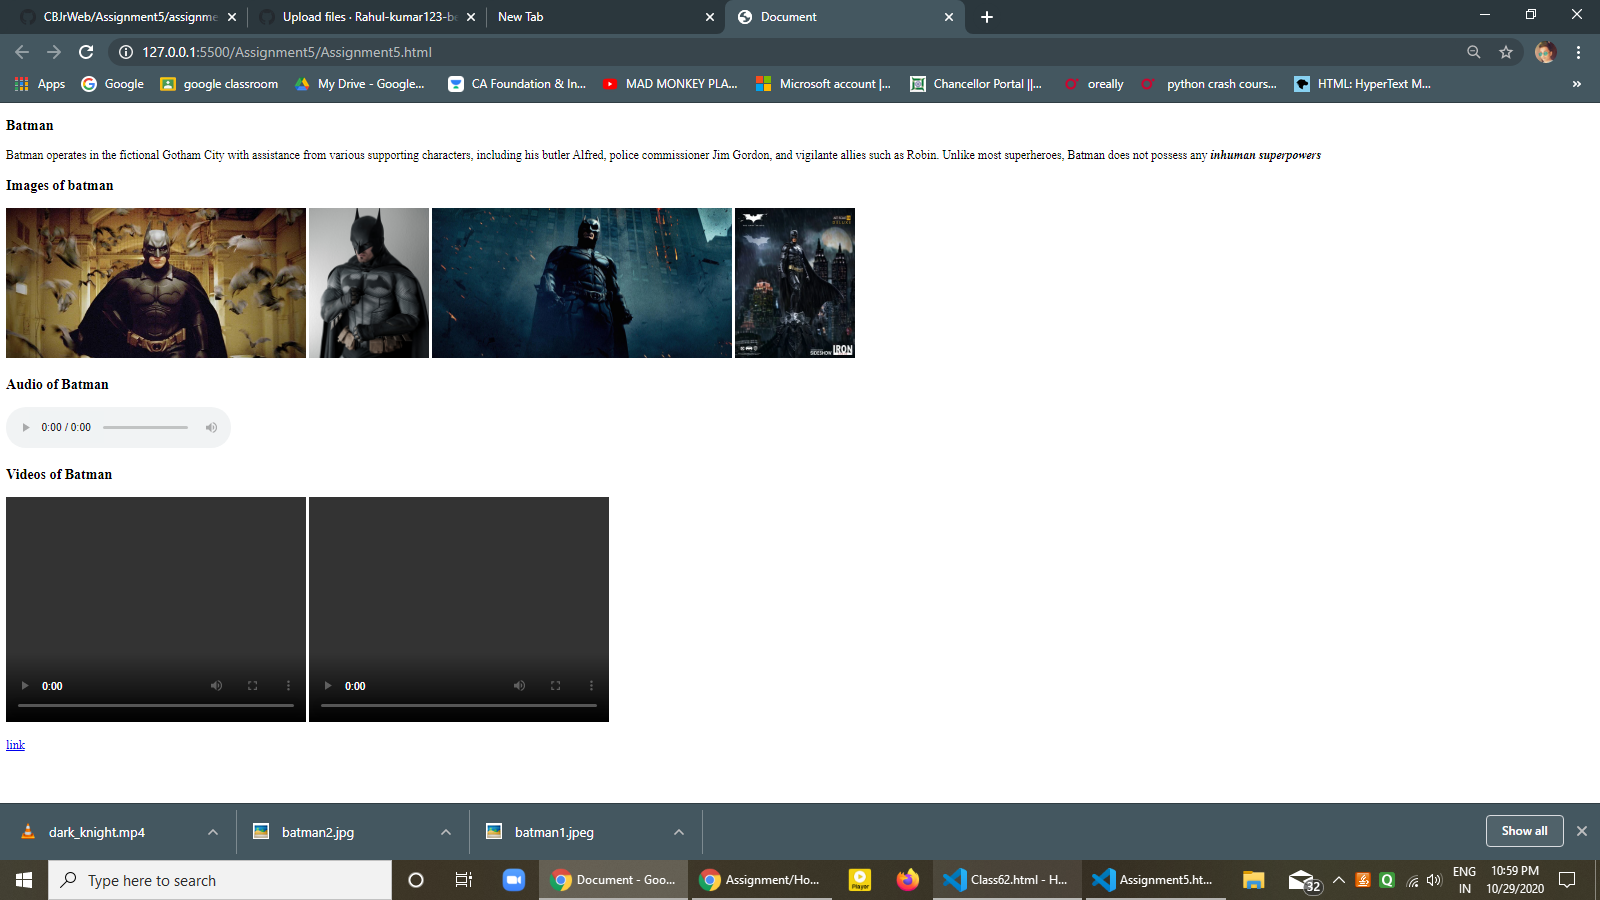 CBJrWeb/Assignment5/assignme
Upload files · Rahul-kumar123-be
New Tab
Document
127.0.0.1:5500/Assignment5/Assignment5.html
Apps
Google
google classroom
My Drive - Google...
CA Foundation & In...
MAD MONKEY PLA...
Microsoft account |...
Chancellor Portal ||...
oreally
python crash cours...
HTML: HyperText M...
»
Batman
Batman operates in the fictional Gotham City with assistance from various supporting characters, including his butler Alfred, police commissioner Jim Gordon, and vigilante allies such as Robin. Unlike most superheroes, Batman does not possess any inhuman superpowers
Images of batman
SIDESHOW IRON
Audio of Batman
0:00 / 0:00
Videos of Batman
0:00
0:00
link
dark_knight.mp4
batman2.jpg
batman1.jpeg
Show all
Type here to search
Document - Goo...
Assignment/Ho...
Player
Class62.html - H...
Assignment5.ht...
32
ENG
IN
10:59 PM
10/29/2020